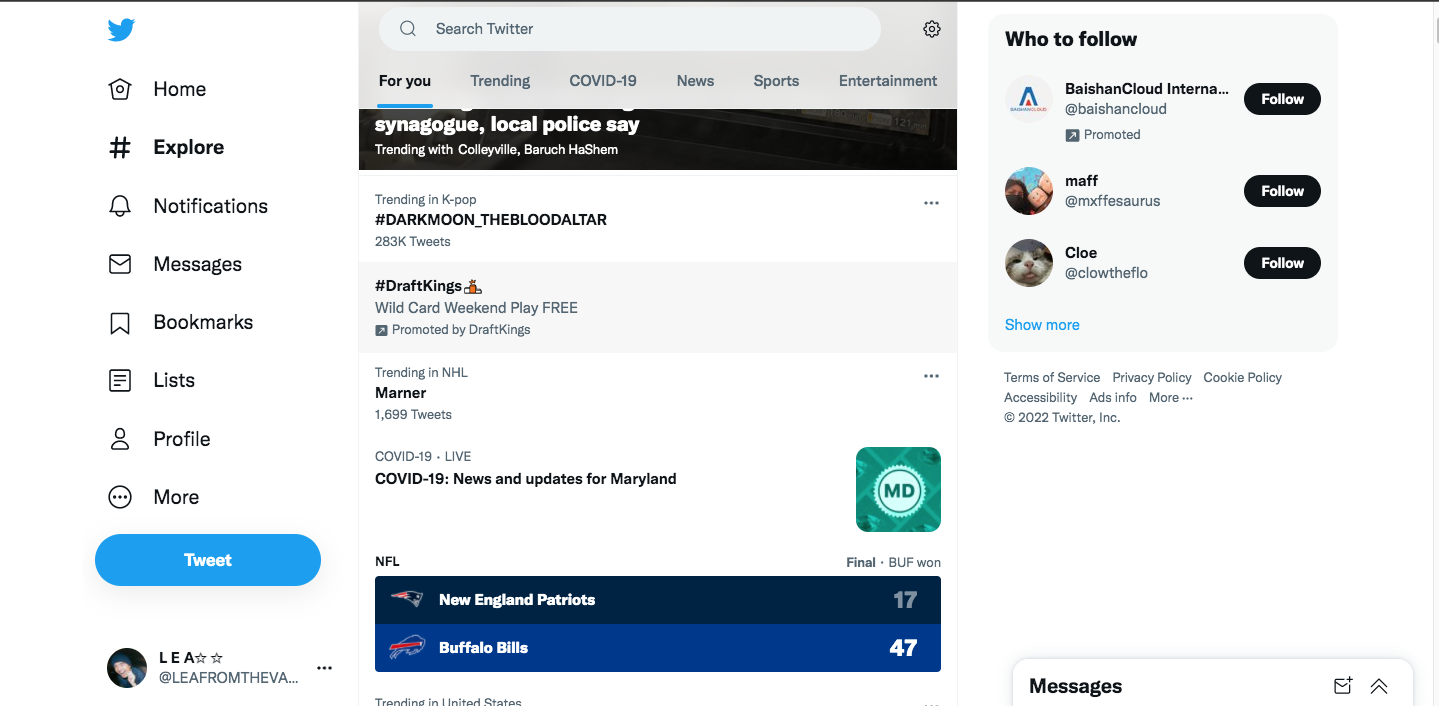 Home
Explore
Notifications
Messages
Bookmarks
Lists
Profile
More
Tweet
L E A☆ ☆
@LEAFROMTHEVA...
Search Twitter
For you Trending COVID-19 News Sports Entertainment
synagogue, local police say
Trending with Colleyville, Baruch HaShem
Trending in K-pop
#DARKMOON_THEBLOODALTAR
283K Tweets
#DraftKings
Wild Card Weekend Play FREE
Promoted by DraftKings
Trending in NHL
Marner
1,699 Tweets
COVID-19 · LIVE
COVID-19: News and updates for Maryland
MD
NFL Final · BUF won
New England Patriots 17
Buffalo Bills 47
Trending in United States
Who to follow
BaishanCloud Interna...
@baishancloud
Promoted
Follow
maff
@mxffesaurus
Follow
Cloe
@clowtheflo
Follow
Show more
Terms of Service Privacy Policy Cookie Policy
Accessibility Ads info More ···
© 2022 Twitter, Inc.
Messages